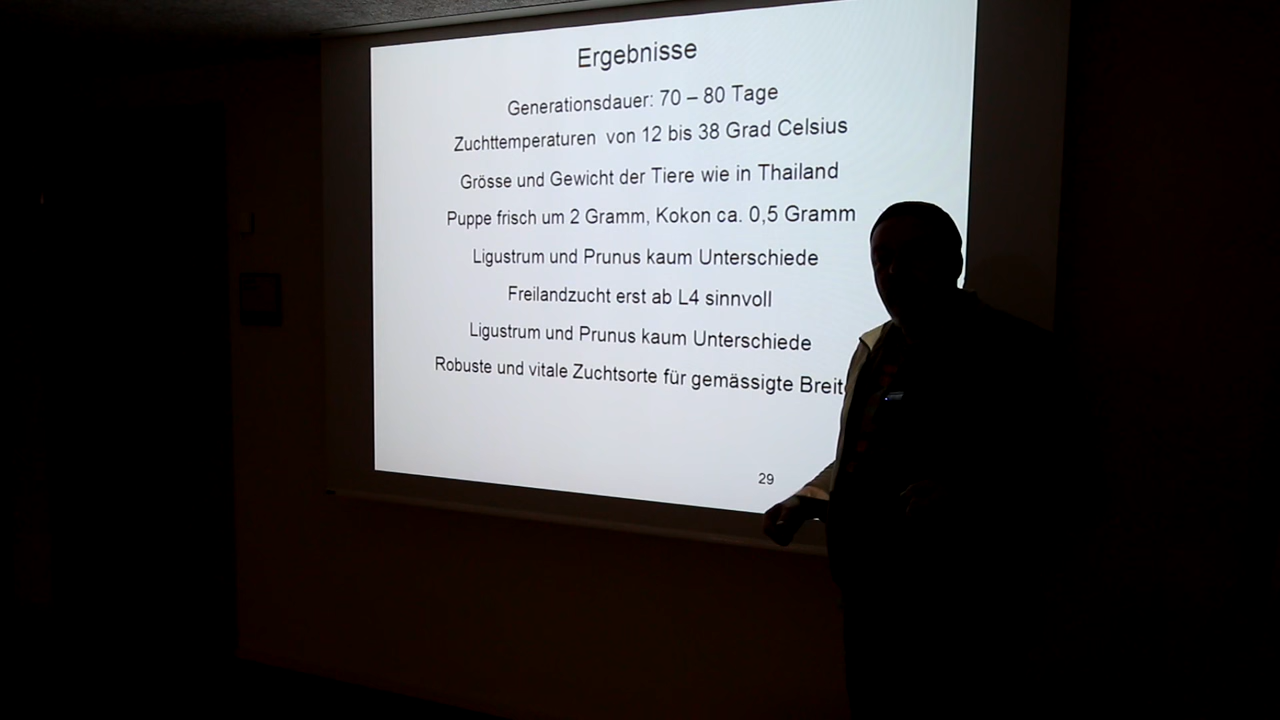 Ergebnisse
Generationsdauer: 70 – 80 Tage
Zuchttemperaturen von 12 bis 38 Grad Celsius
Grösse und Gewicht der Tiere wie in Thailand
Puppe frisch um 2 Gramm, Kokon ca. 0,5 Gramm
Ligustrum und Prunus kaum Unterschiede
Freilandzucht erst ab L4 sinnvoll
Ligustrum und Prunus kaum Unterschiede
Robuste und vitale Zuchtsorte für gemässigte
29